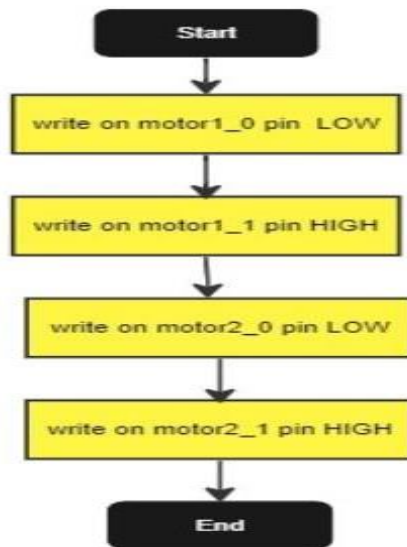 Start
write on motor1_0 pin LOW
write on motor1_1 pin HIGH
write on motor2_0 pin LOW
write on motor2_1 pin HIGH
End